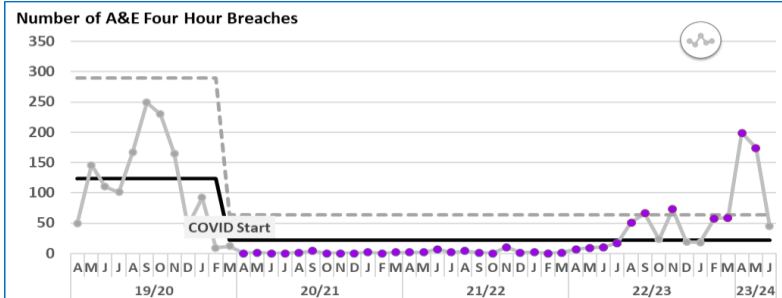 Number of A&E Four Hour Breaches
350
300
250
200
150
100
50
0
COVID Start
A M J J A S O N D J F M A M J J A S O N D J F M A M J J A S O N D J F M A M J J A S O N D J F M A M J
19/20 20/21 21/22 22/23 23/24